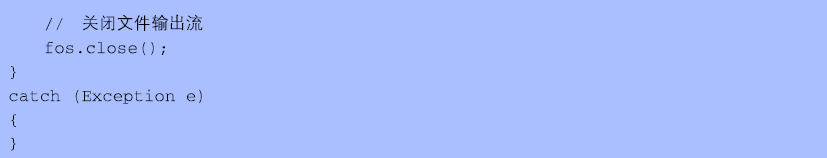 // 关闭文件输出流
fos.close();
}
catch (Exception e)
{
}